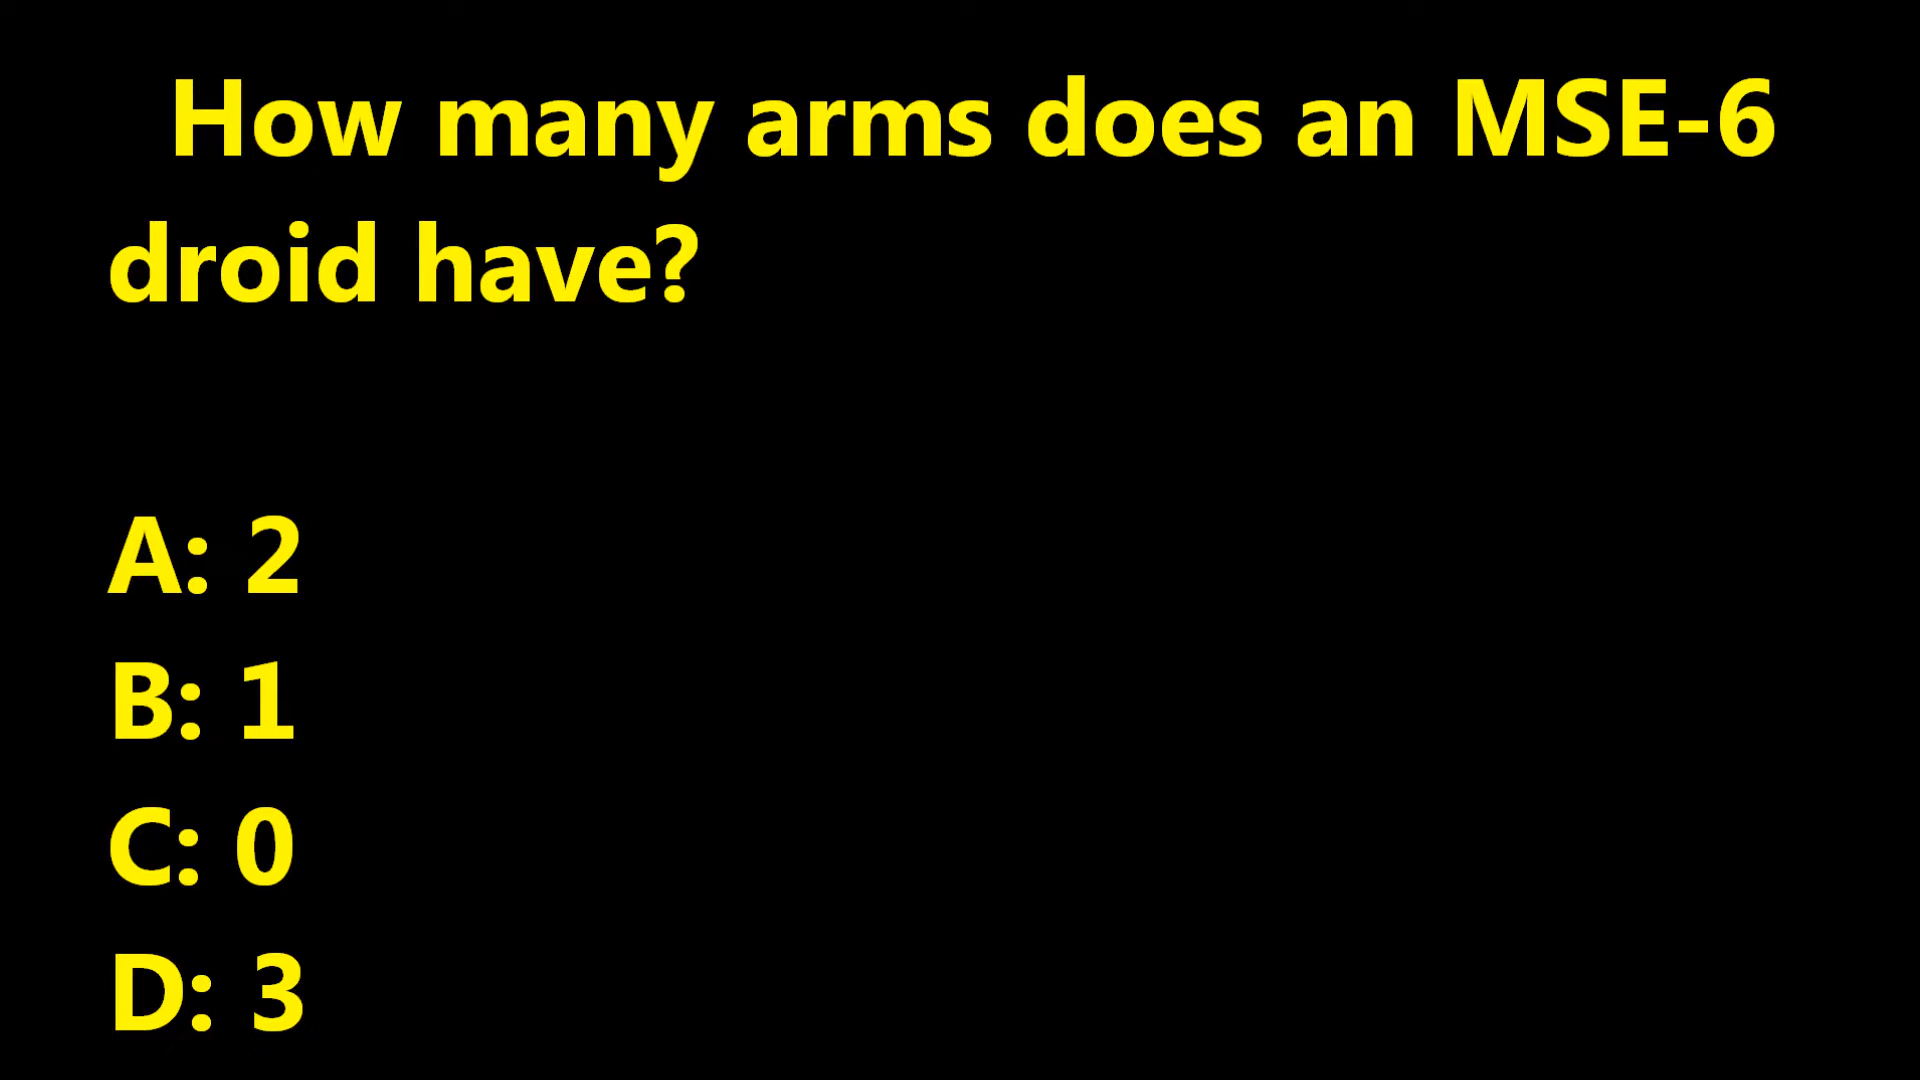 How many arms does an MSE-6
droid have?
A: 2
B: 1
C: 0
D: 3